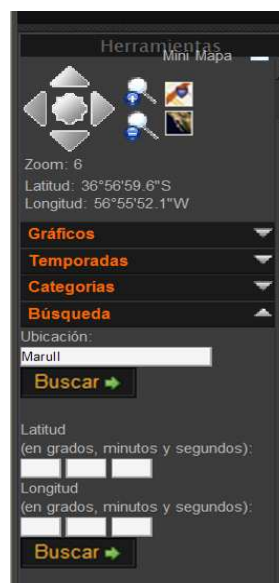 Herramientas
Mini Mapa
Zoom: 6
Latitud: 36°56'59.6"S
Longitud: 56°55'52.1"W
Gráficos
Temporadas
Categorias
Búsqueda
Ubicación:
Marull
Buscar
Latitud
(en grados, minutos y segundos):
Longitud
(en grados, minutos y segundos):
Buscar